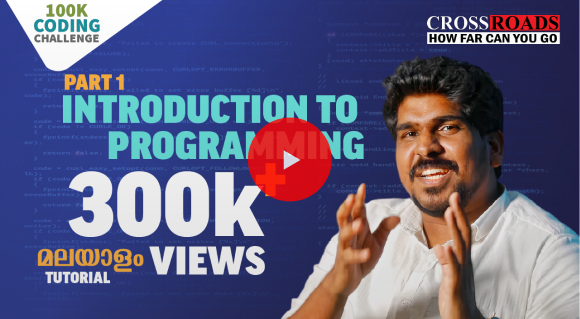 100K
CODING
CHALLENGE
CROSSROADS
HOW FAR CAN YOU GO
PART 1
INTRODUCTION TO
PROGRAMMING
300k+
മലയാളം VIEWS
TUTORIAL